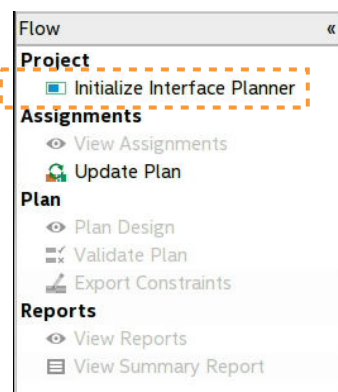 Flow «
Project
Initialize Interface Planner
Assignments
View Assignments
Update Plan
Plan
Plan Design
Validate Plan
Export Constraints
Reports
View Reports
View Summary Report